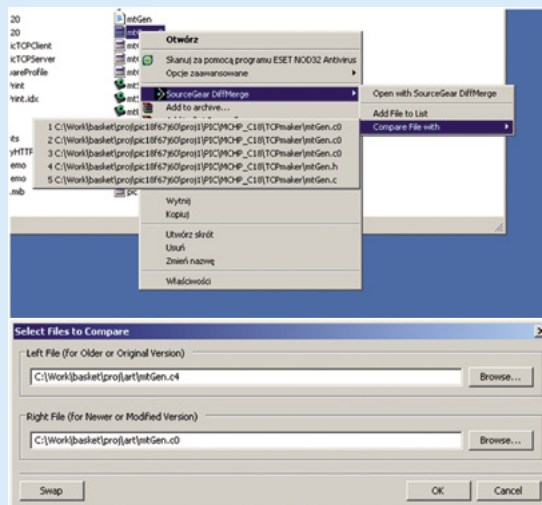 20
20
icTCPClient
icTCPServer
wareProfile
rint
rint.idx
nts
yHTTP
emo
emo
.mb
mtGen
Otwórz
Skanuj za pomocą programu ESET NOD32 Antivirus
Opcje zaawansowane
SourceGear DiffMerge
Add to archive...
Open with SourceGear DiffMerge
Add File to List
Compare File with
1 C:\Work\basket\proj\pic18f67j60\proj1\PIC\MCHP_C18\TCPmaker\mtGen.c0
2 C:\Work\basket\proj\pic18f67j60\proj1\PIC\MCHP_C18\TCPmaker\mtGen.c0
3 C:\Work\basket\proj\pic18f67j60\proj1\PIC\MCHP_C18\TCPmaker\mtGen.c0
4 C:\Work\basket\proj\pic18f67j60\proj1\PIC\MCHP_C18\TCPmaker\mtGen.h
5 C:\Work\basket\proj\pic18f67j60\proj1\PIC\MCHP_C18\TCPmaker\mtGen.c
pic
Wytnij
Kopiuj
Utwórz skrót
Usuń
Zmień nazwę
Właściwości
Select Files to Compare
Left File (for Older or Original Version)
C:\Work\basket\proj\art\mtGen.c4
Browse...
Right File (for Newer or Modified Version)
C:\Work\basket\proj\art\mtGen.c0
Browse...
Swap
OK
Cancel